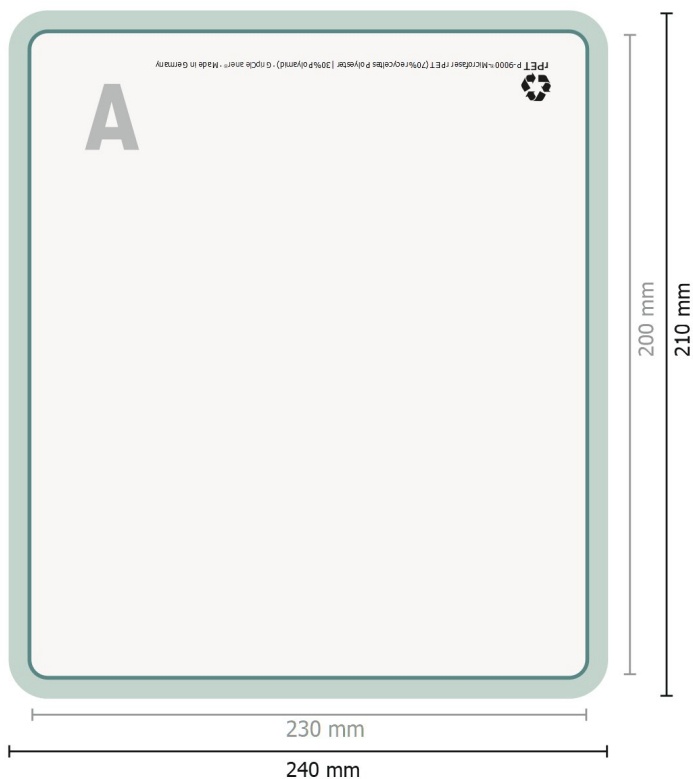 rPET P-9000®-Microfaser rPET (70%recyceltes Polyester | 30%Polyamid) · GripCleaner® · Made in Germany
A
200 mm
210 mm
230 mm
240 mm